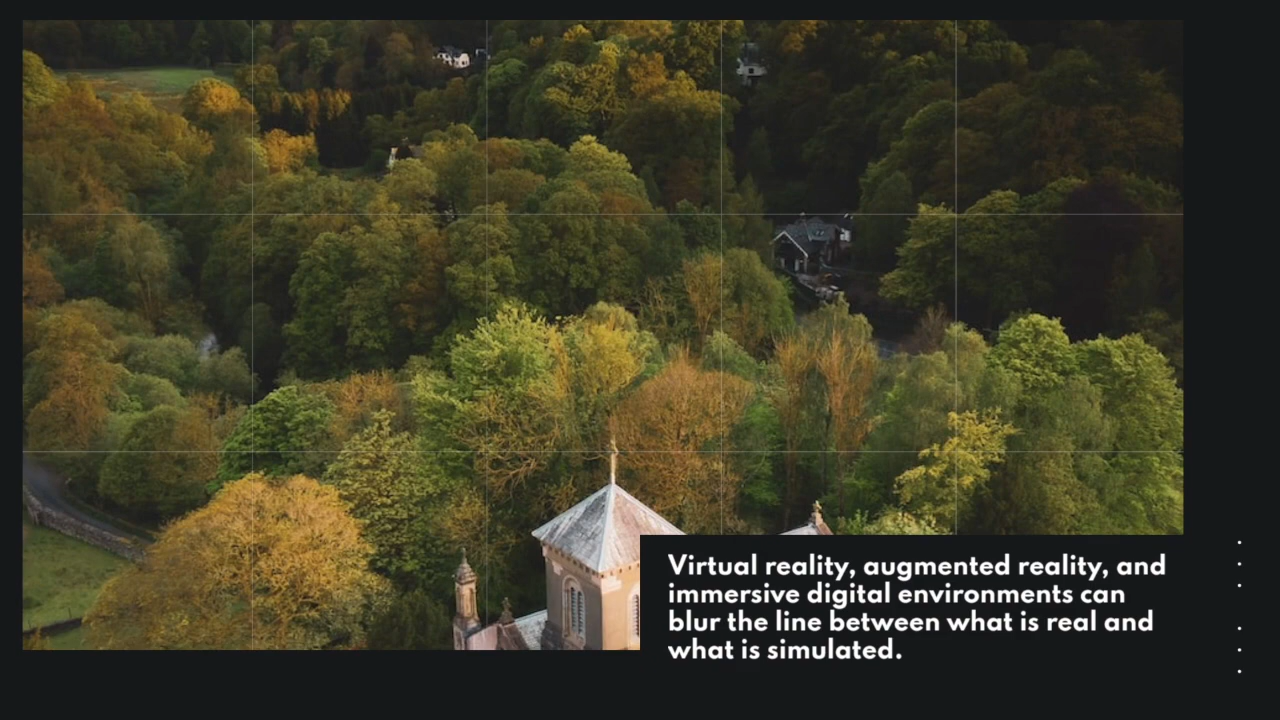 Virtual reality, augmented reality, and
immersive digital environments can
blur the line between what is real and
what is simulated.